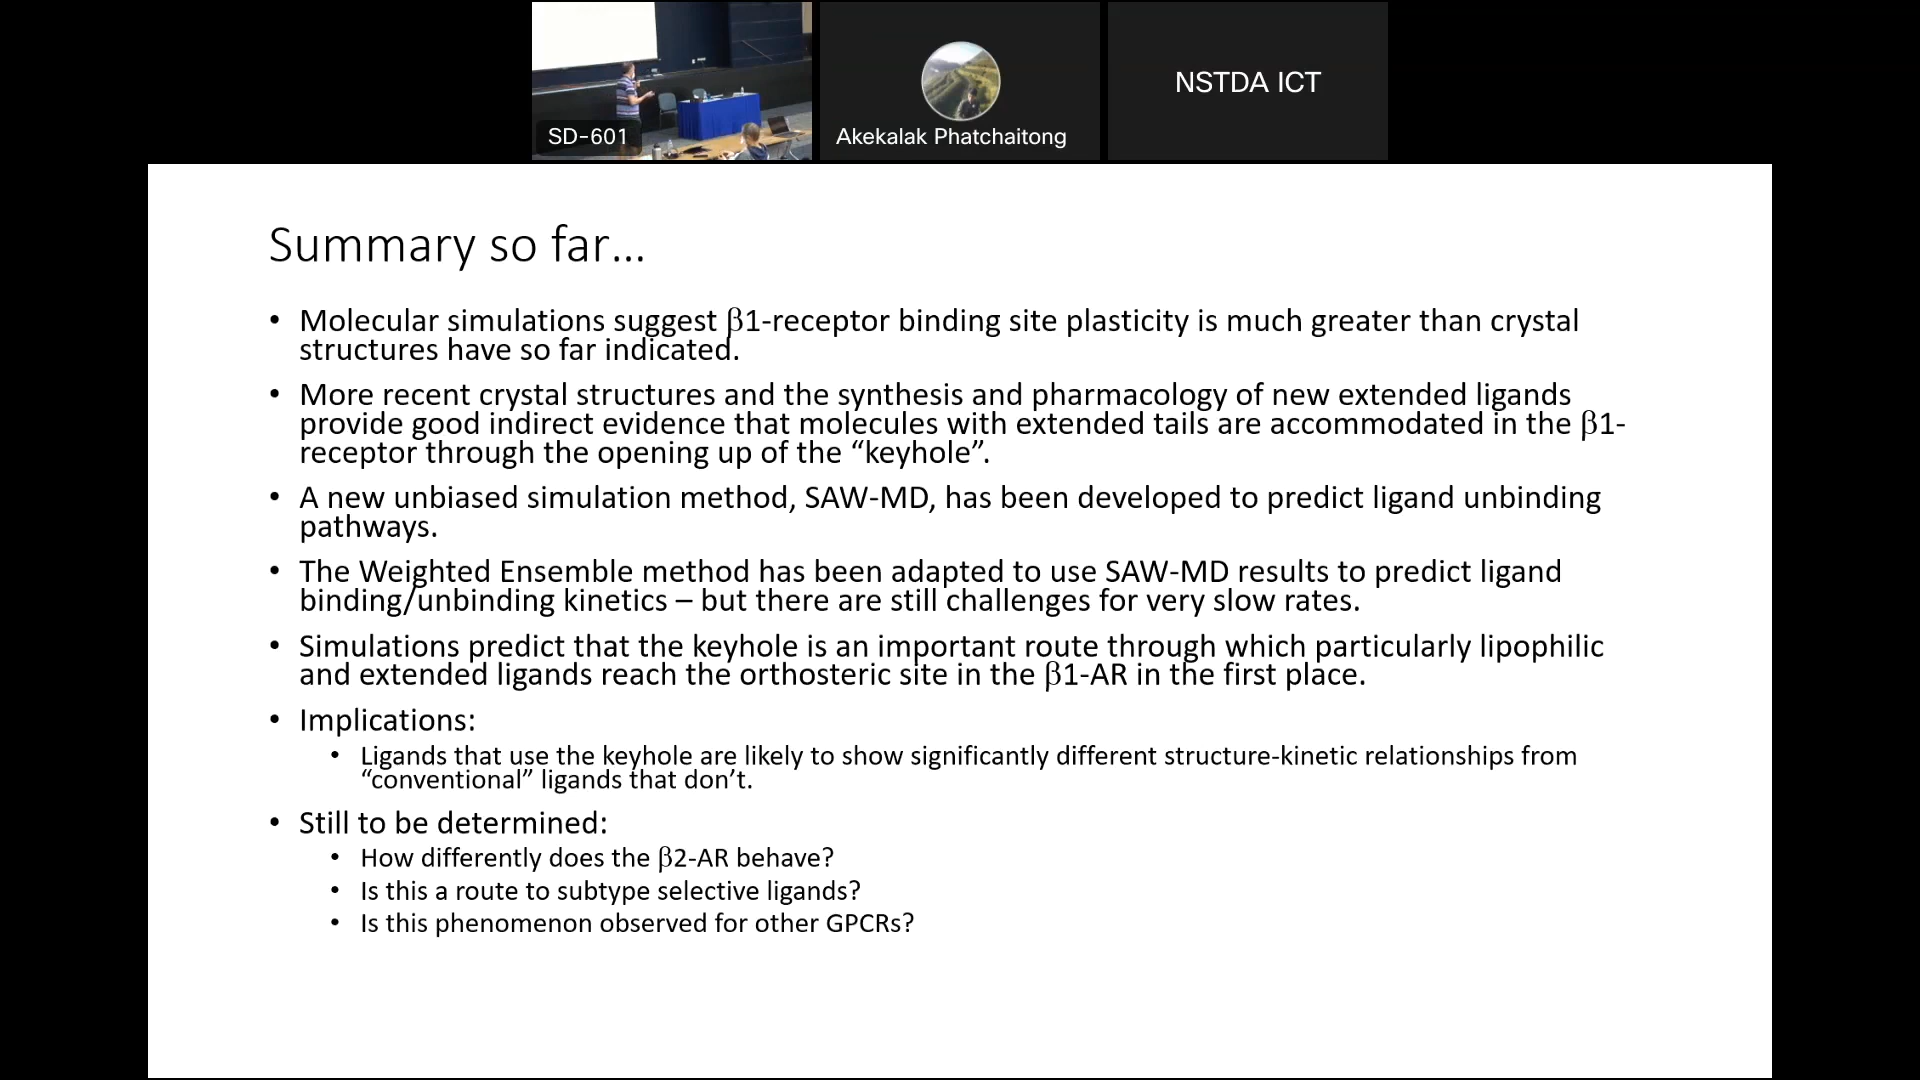 SD-601
Akekalak Phatchaitong
NSTDA ICT
Summary so far...
• Molecular simulations suggest β1-receptor binding site plasticity is much greater than crystal
structures have so far indicated.
• More recent crystal structures and the synthesis and pharmacology of new extended ligands
provide good indirect evidence that molecules with extended tails are accommodated in the β1-
receptor through the opening up of the “keyhole”.
• A new unbiased simulation method, SAW-MD, has been developed to predict ligand unbinding
pathways.
• The Weighted Ensemble method has been adapted to use SAW-MD results to predict ligand
binding/unbinding kinetics – but there are still challenges for very slow rates.
• Simulations predict that the keyhole is an important route through which particularly lipophilic
and extended ligands reach the orthosteric site in the β1-AR in the first place.
• Implications:
• Ligands that use the keyhole are likely to show significantly different structure-kinetic relationships from
“conventional” ligands that don’t.
• Still to be determined:
• How differently does the β2-AR behave?
• Is this a route to subtype selective ligands?
• Is this phenomenon observed for other GPCRs?